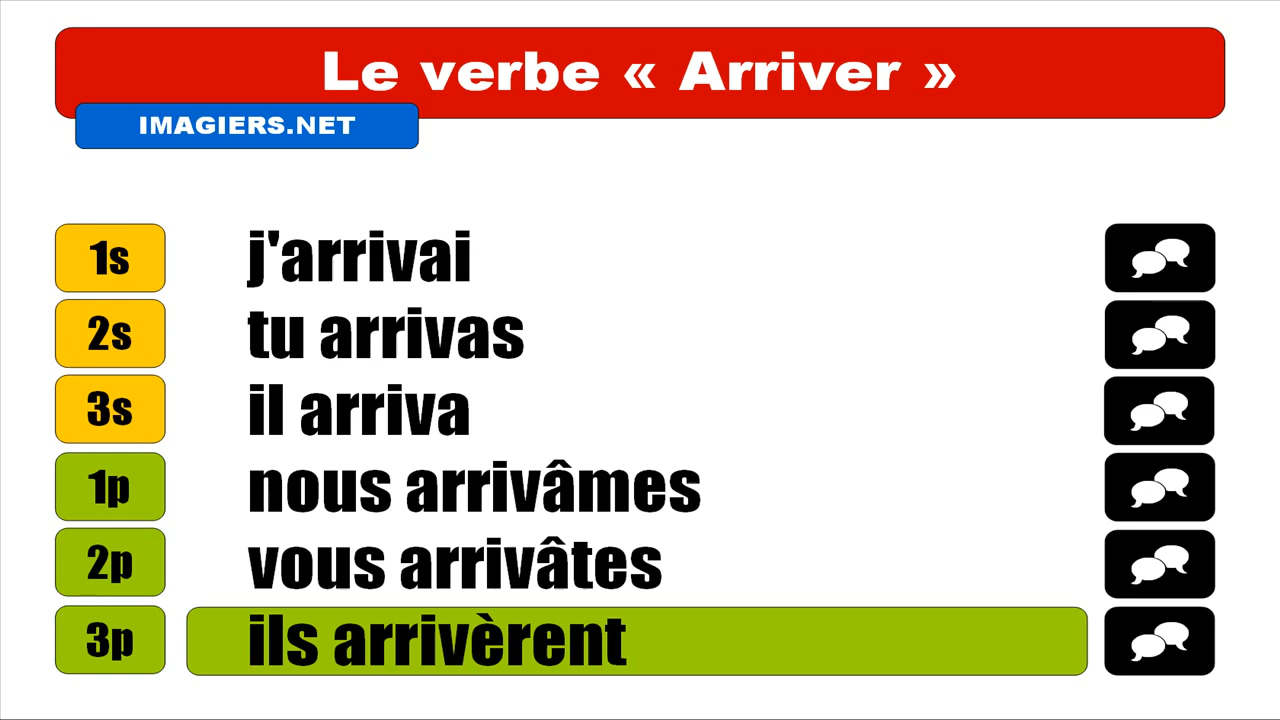 Le verbe « Arriver »
IMAGIERS.NET
1s j'arrivai
2s tu arrivas
3s il arriva
1p nous arrivâmes
2p vous arrivâtes
3p ils arrivèrent